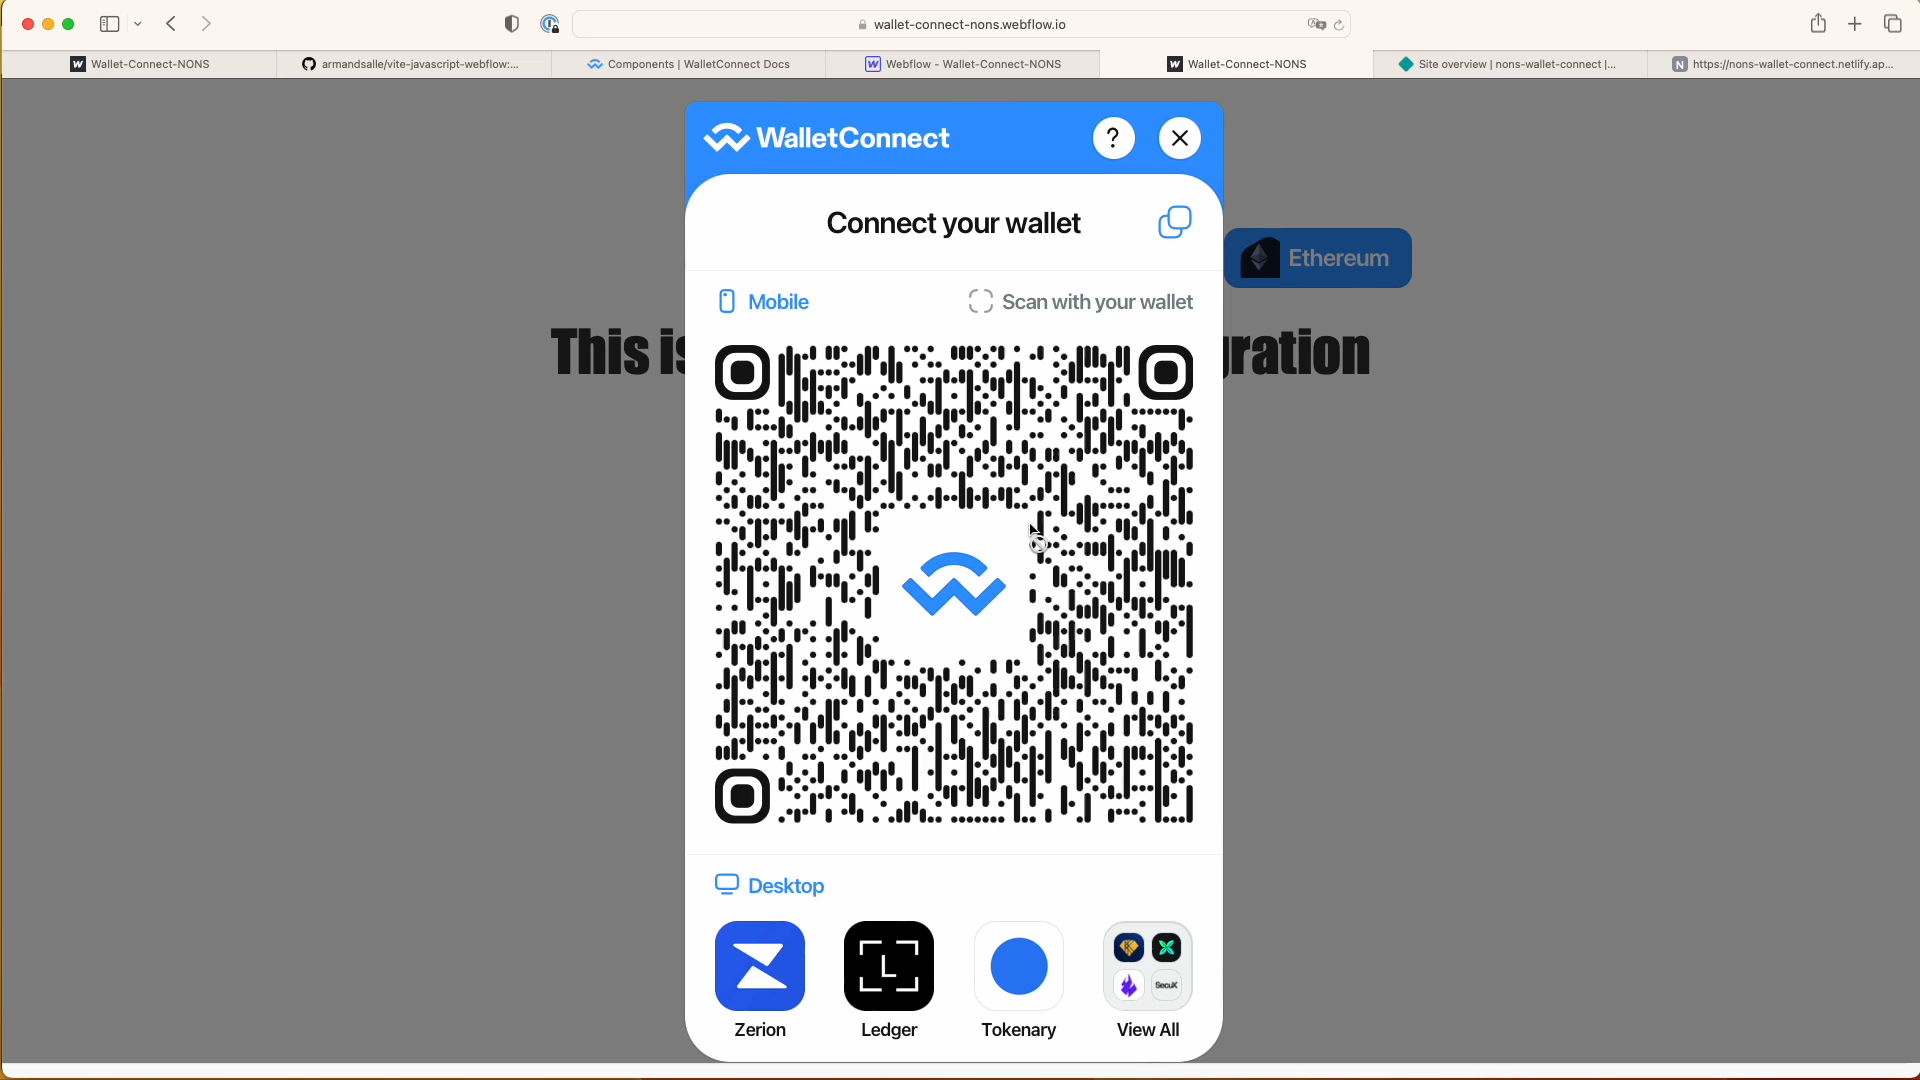 wallet-connect-nons.webflow.io
Wallet-Connect-NONS
armandsalle/vite-javascript-webflow:...
Components | WalletConnect Docs
Webflow - Wallet-Connect-NONS
Wallet-Connect-NONS
Site overview | nons-wallet-connect |...
N
https://nons-wallet-connect.netlify.ap...
WalletConnect
?
Connect your wallet
Ethereum
Mobile
Scan with your wallet
This is
gration
Desktop
L
SecuX
Zerion
Ledger
Tokenary
View All